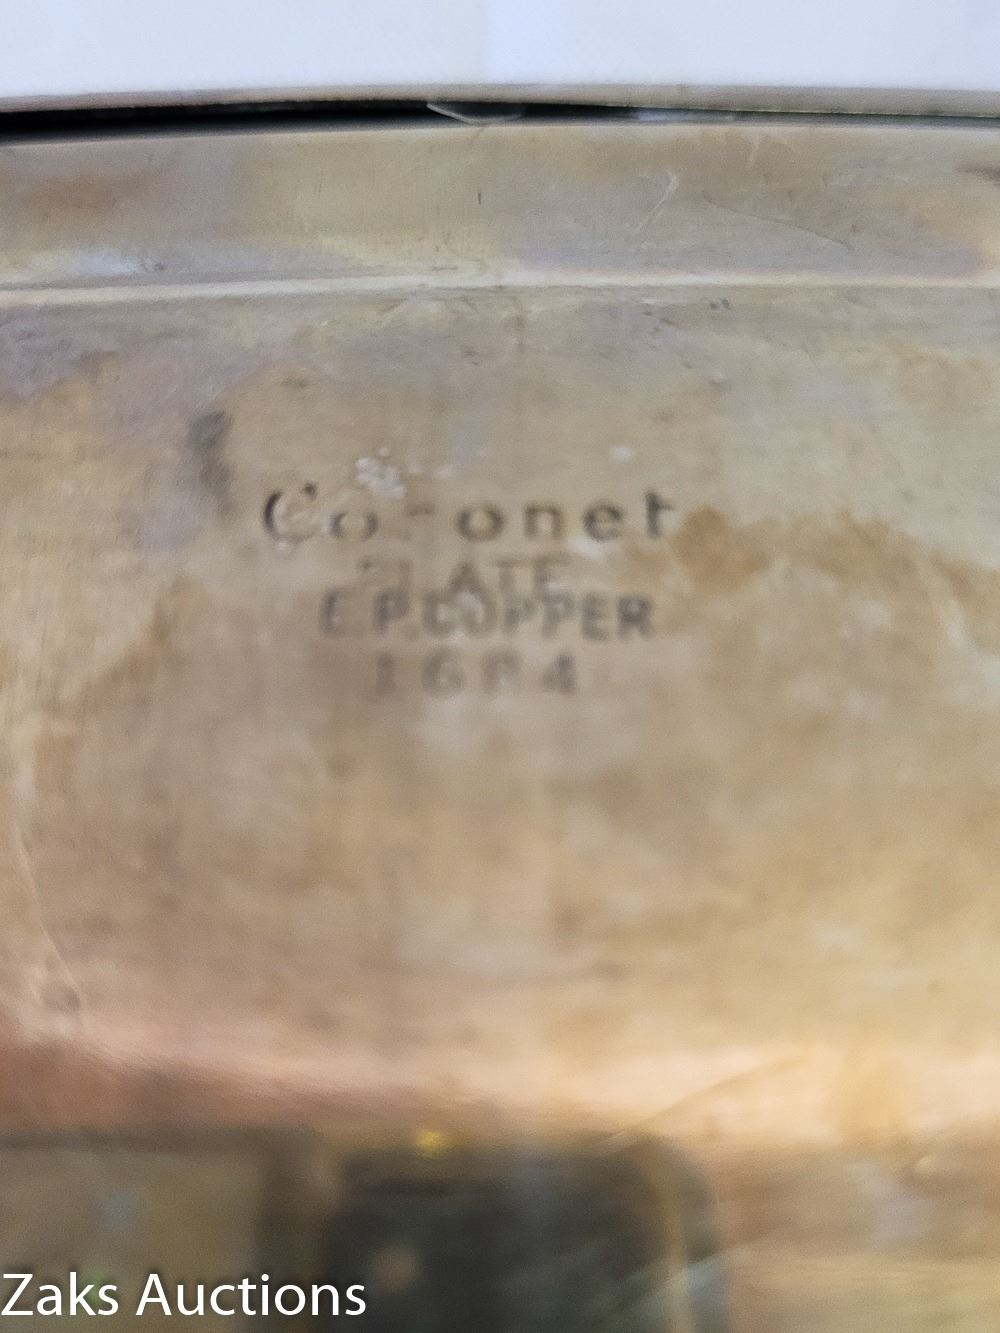 Coronet
PLATE
E.P.COPPER
1684
Zaks Auctions